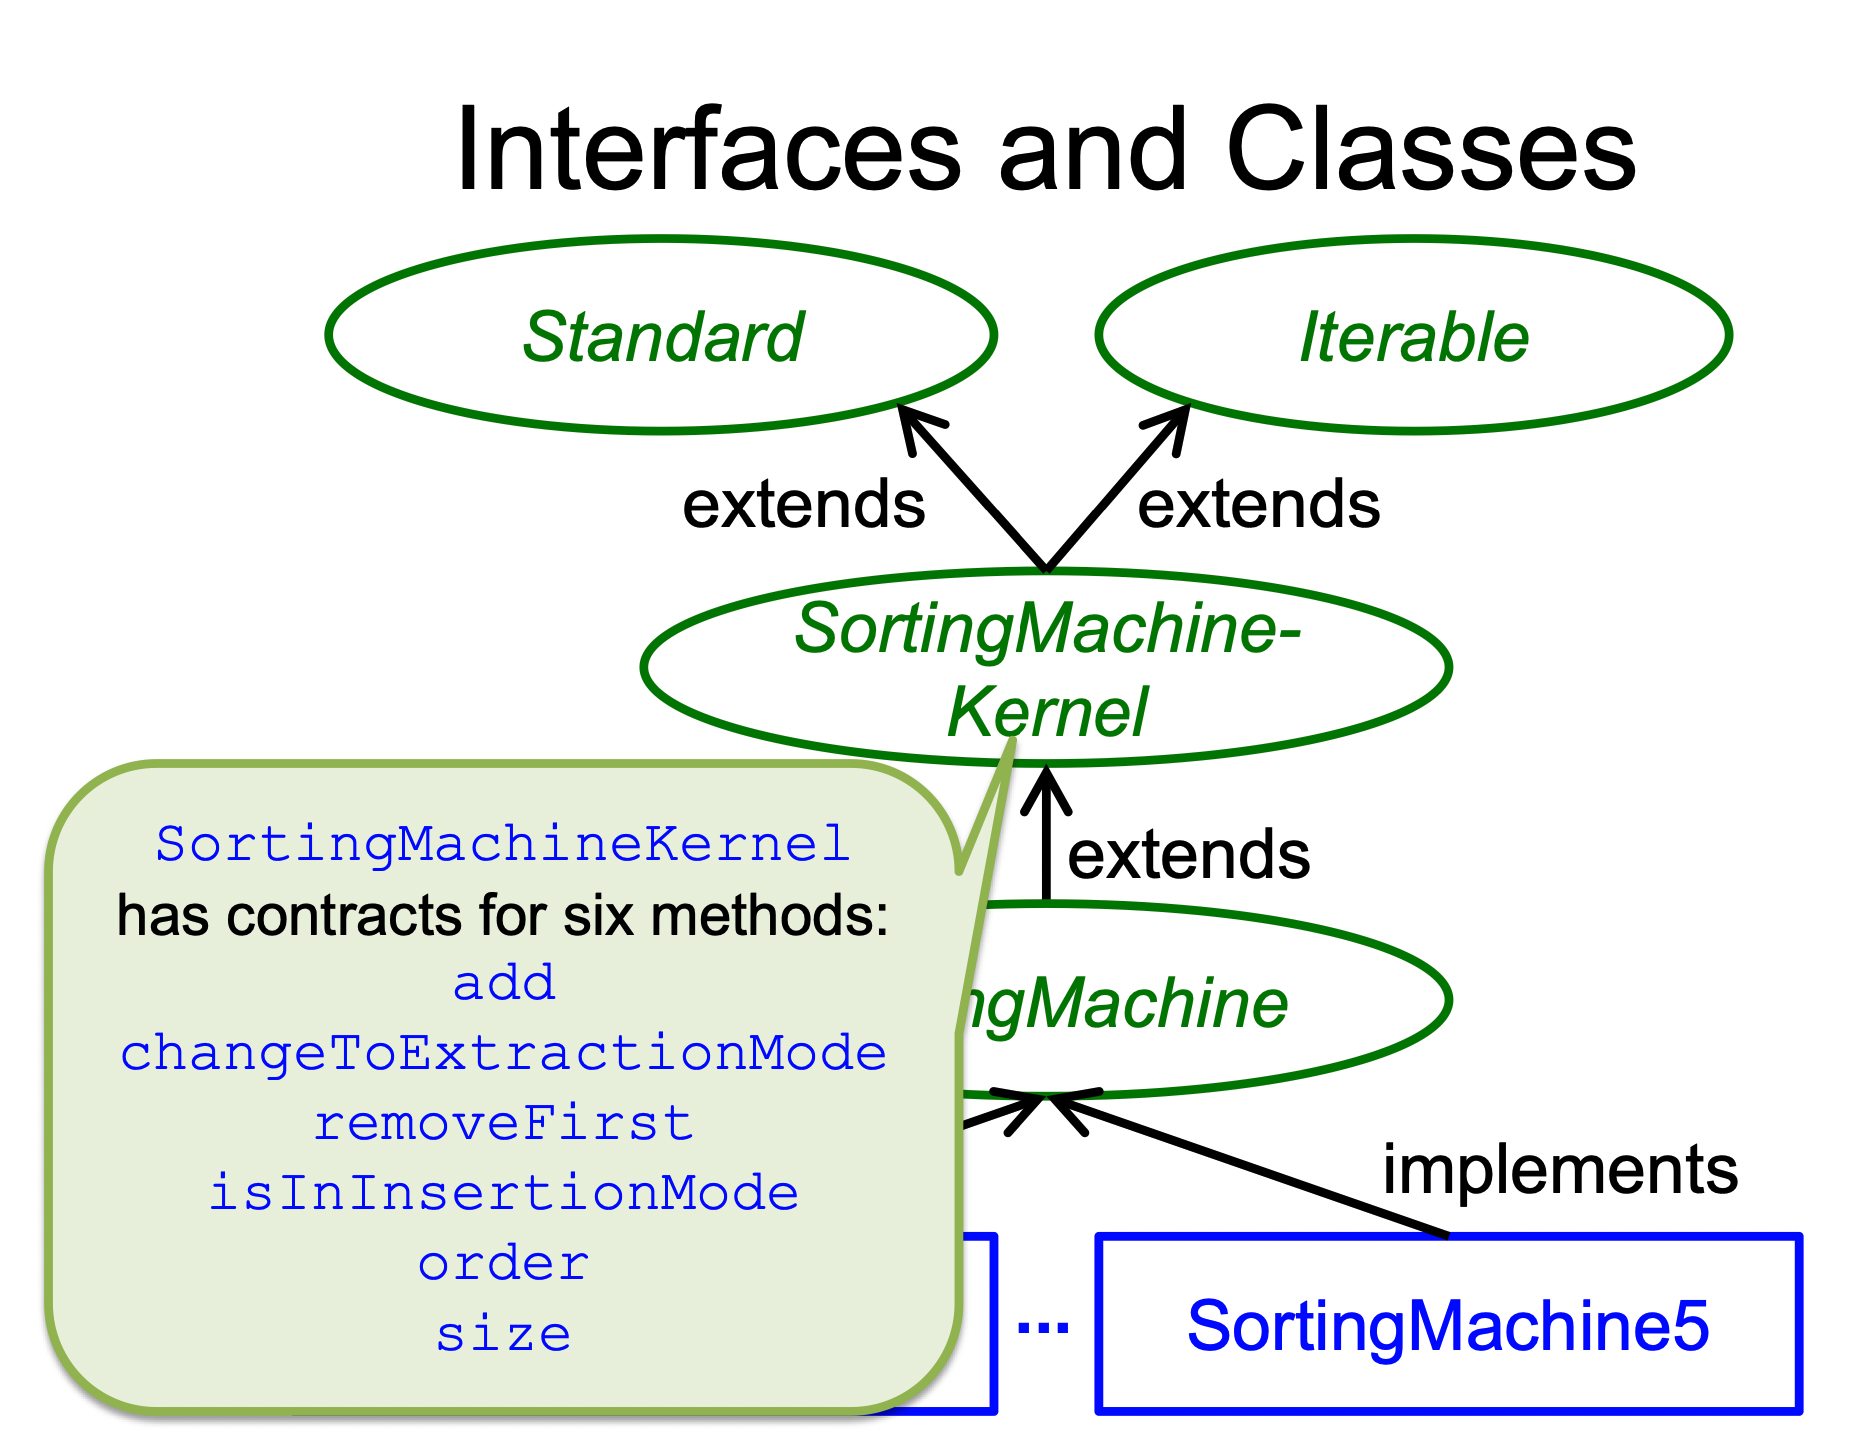 Interfaces and Classes
Standard
Iterable
extends
extends
SortingMachine-
Kernel
SortingMachineKernel
has contracts for six methods:
add
changeToExtractionMode
removeFirst
isInInsertionMode
order
size
extends
ngMachine
implements
...
SortingMachine5